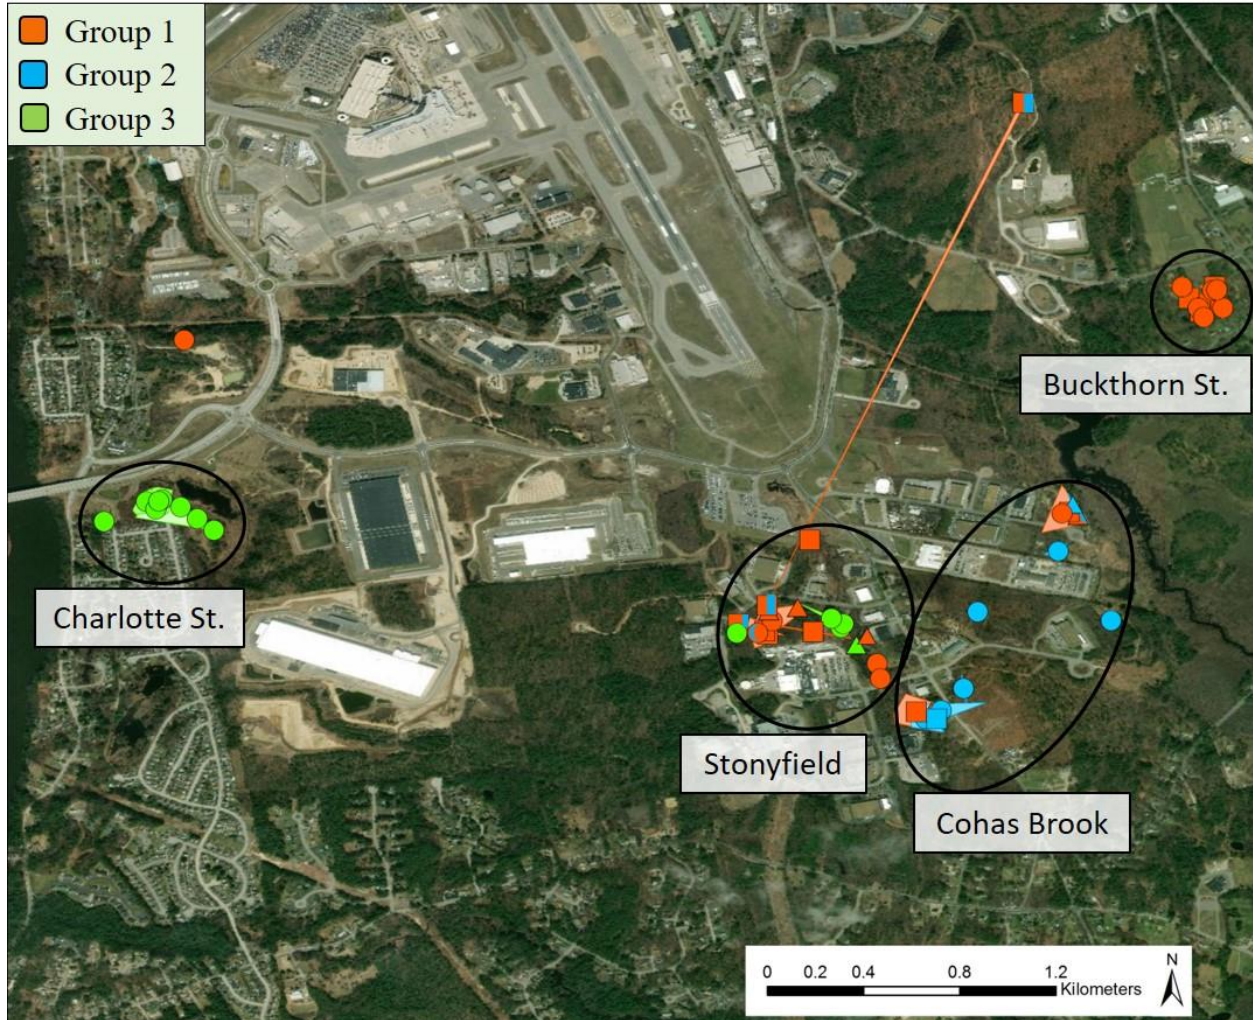 Group 1
Group 2
Group 3
Buckthorn St.
Charlotte St.
Stonyfield
Cohas Brook
N
0 0.2 0.4 0.8 1.2
Kilometers